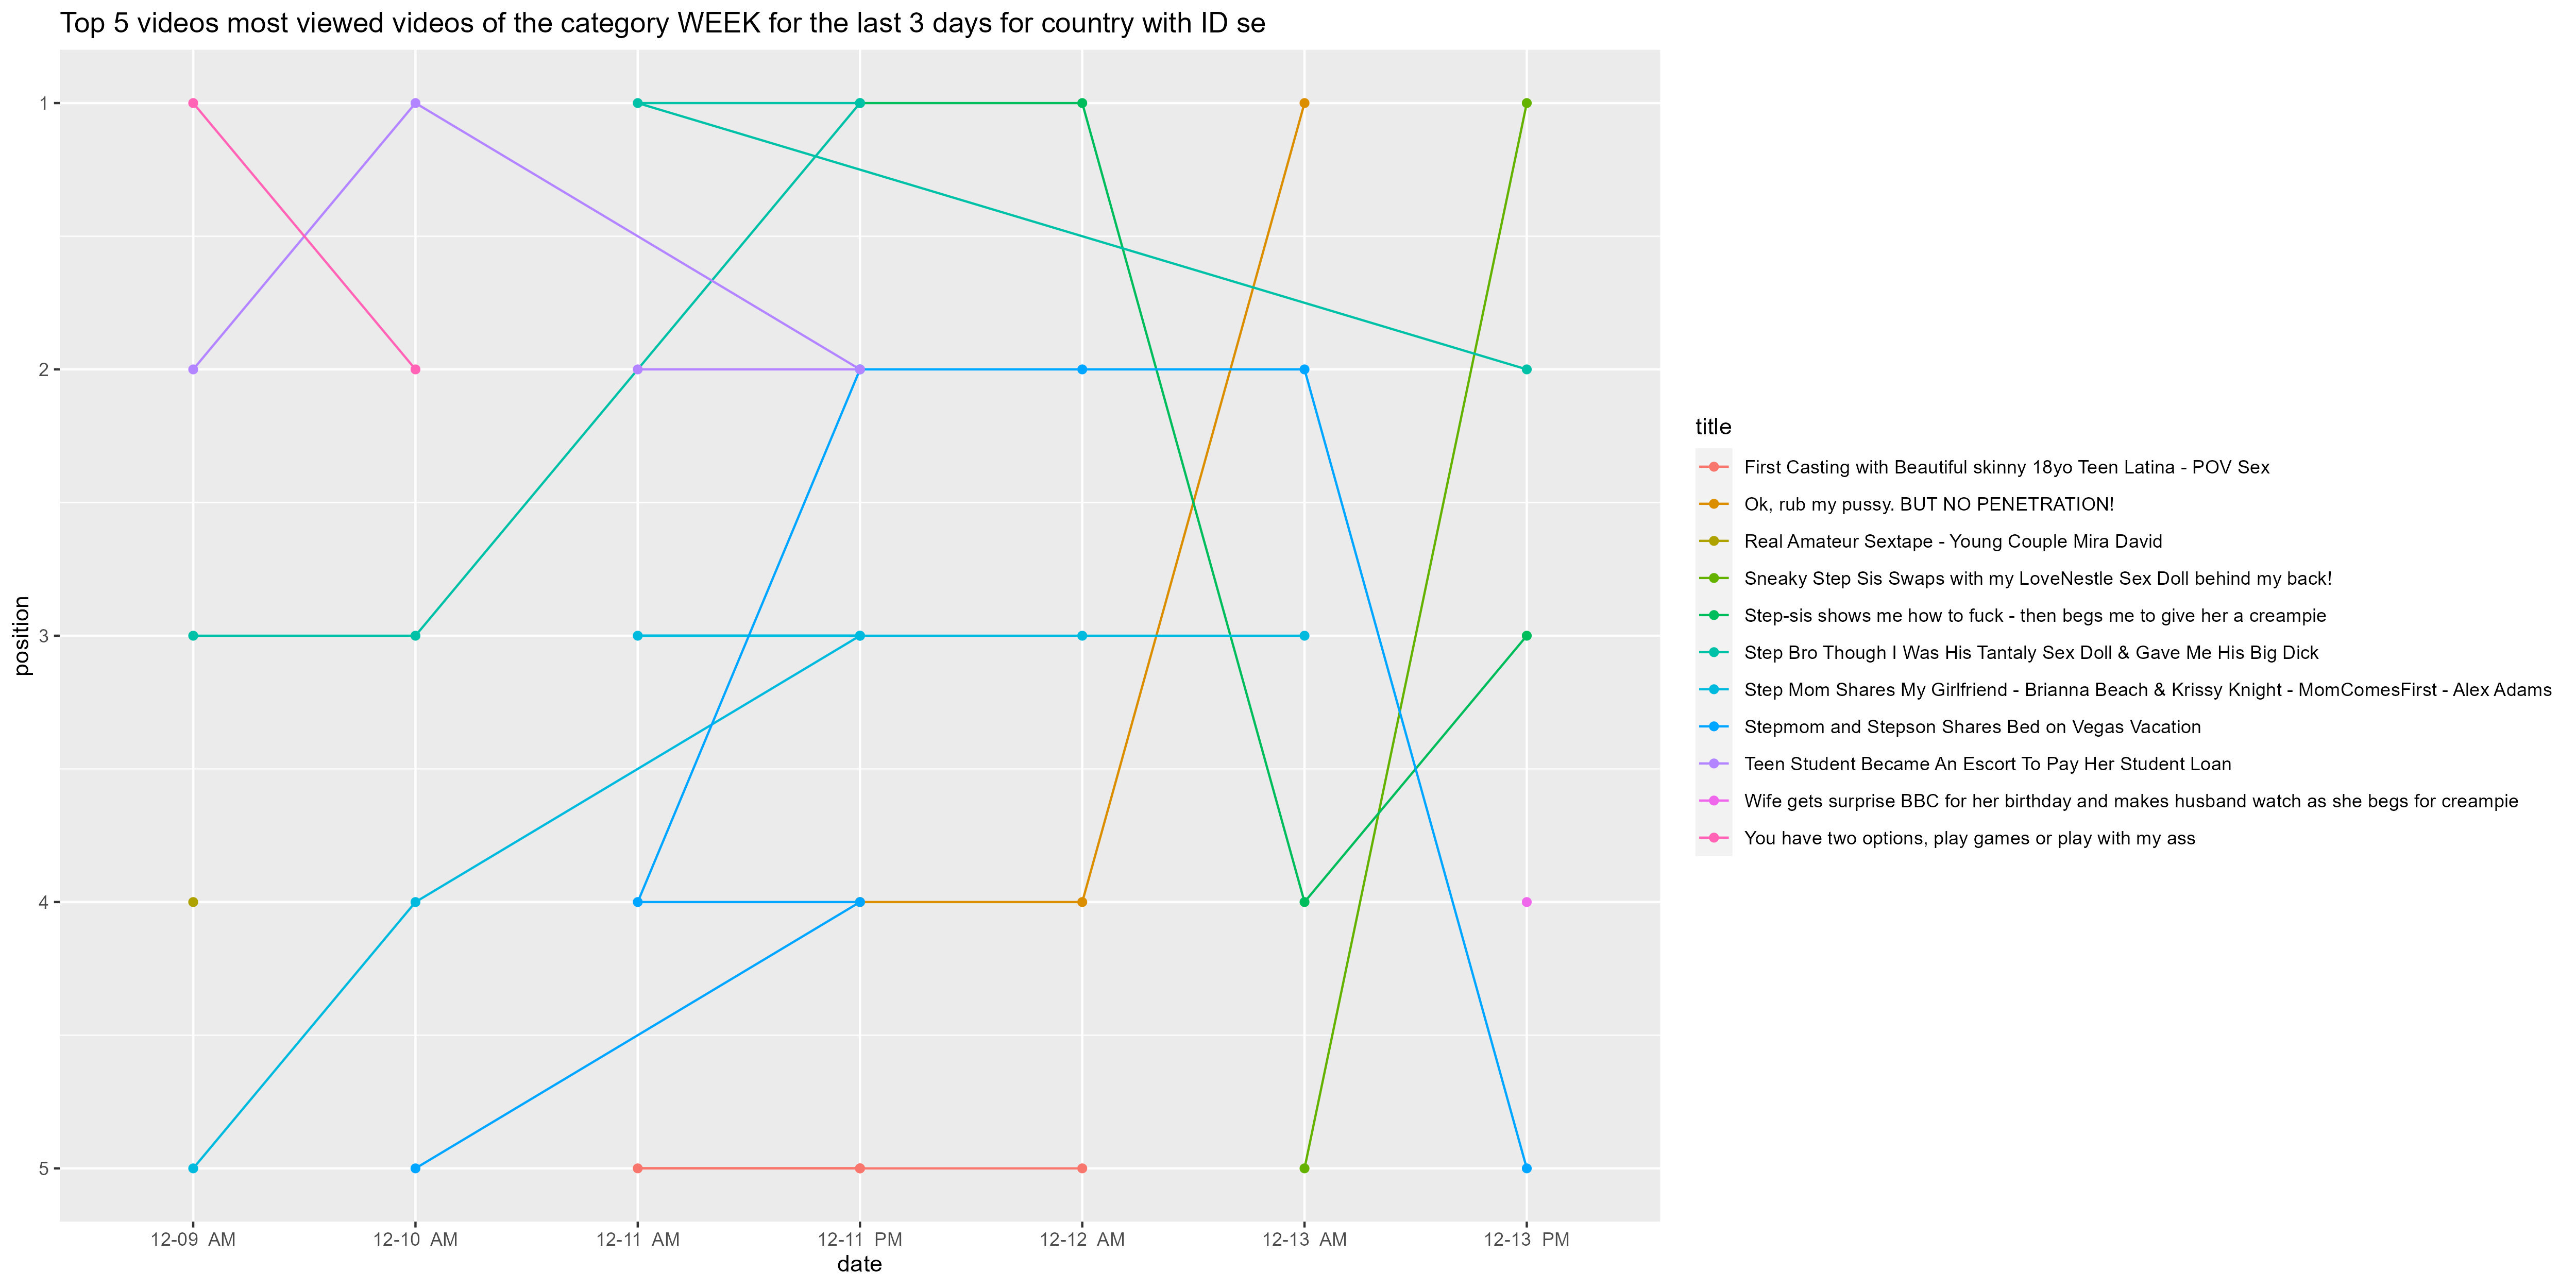 Top 5 videos most viewed videos of the category WEEK for the last 3 days for country with ID se
1
2
3
4
5
position
12-09 AM
12-10 AM
12-11 AM
12-11 PM
12-12 AM
12-13 AM
12-13 PM
date
title
First Casting with Beautiful skinny 18yo Teen Latina - POV Sex
Ok, rub my pussy. BUT NO PENETRATION!
Real Amateur Sextape - Young Couple Mira David
Sneaky Step Sis Swaps with my LoveNestle Sex Doll behind my back!
Step-sis shows me how to fuck - then begs me to give her a creampie
Step Bro Though I Was His Tantaly Sex Doll & Gave Me His Big Dick
Step Mom Shares My Girlfriend - Brianna Beach & Krissy Knight - MomComesFirst - Alex Adams
Stepmom and Stepson Shares Bed on Vegas Vacation
Teen Student Became An Escort To Pay Her Student Loan
Wife gets surprise BBC for her birthday and makes husband watch as she begs for creampie
You have two options, play games or play with my ass